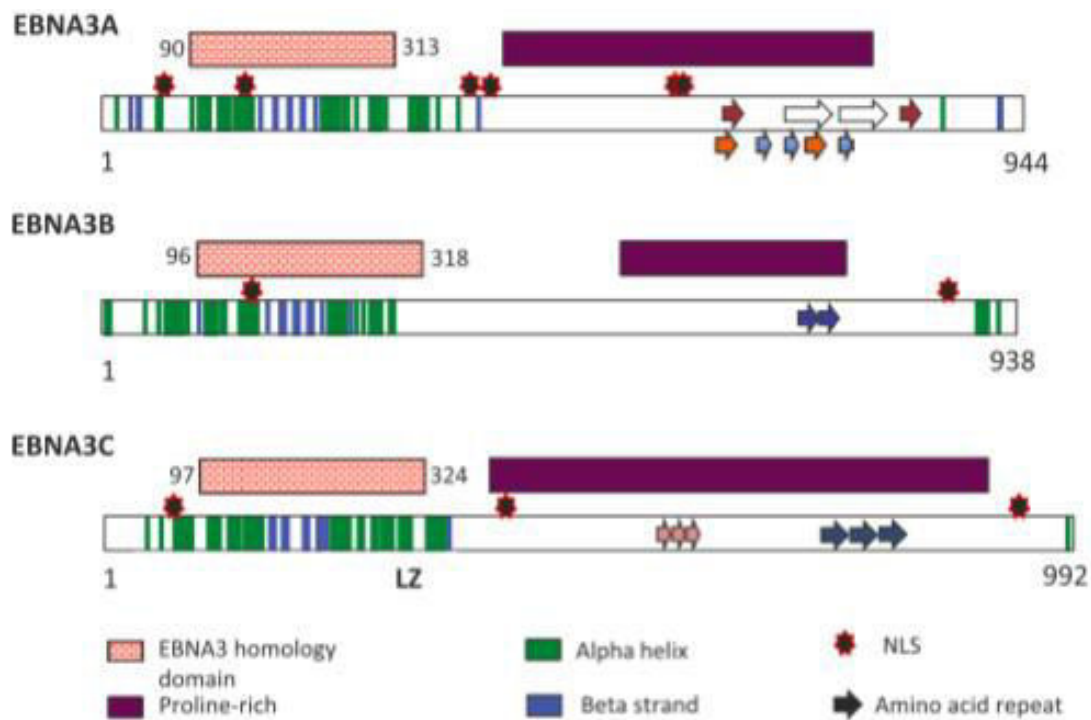 EBNA3A
90 313
1 944
EBNA3B
96 318
1 938
EBNA3C
97 324
1 LZ 992
EBNA3 homology domain
Proline-rich
Alpha helix
Beta strand
NLS
Amino acid repeat